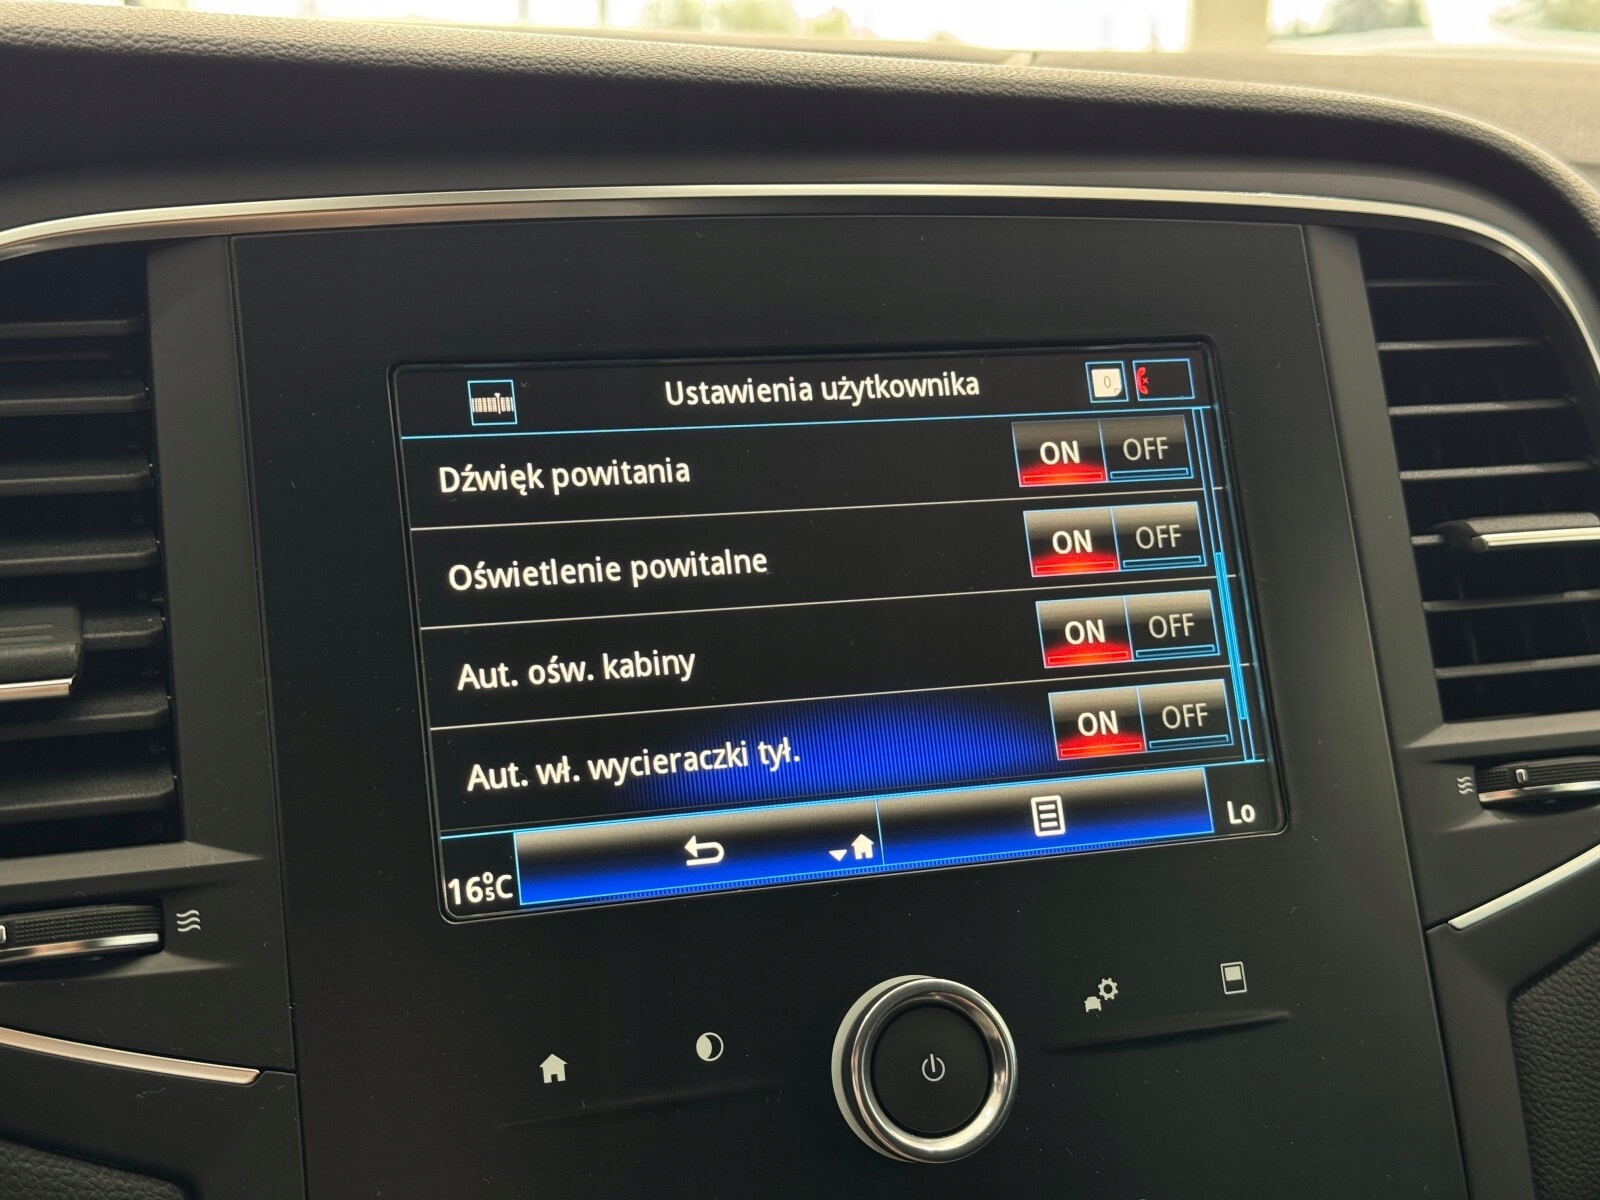 Ustawienia użytkownika
0
Dźwięk powitania ON OFF
Oświetlenie powitalne ON OFF
Aut. ośw. kabiny ON OFF
Aut. wł. wycieraczki tył. ON OFF
16°C
Lo